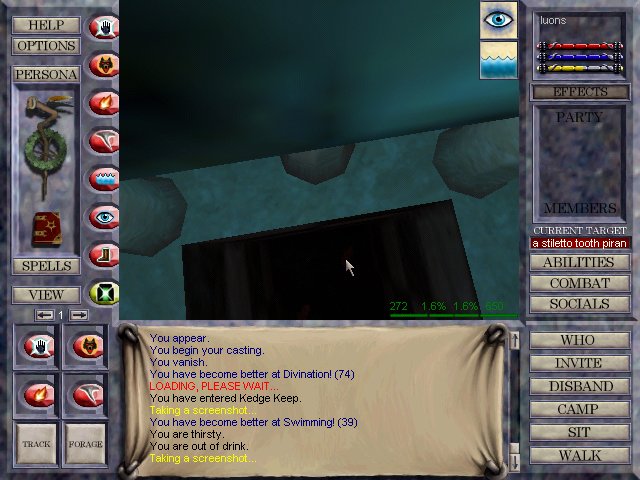 HELP
OPTIONS
PERSONA
SPELLS
VIEW
1
TRACK
FORAGE
272 1.6% 1.6% 650
You appear.
You begin your casting.
You vanish.
You have become better at Divination! (74)
LOADING, PLEASE WAIT...
You have entered Kedge Keep.
Taking a screenshot...
You have become better at Swimming! (39)
You are thirsty.
You are out of drink.
Taking a screenshot...
luons
EFFECTS
PARTY
MEMBERS
CURRENT TARGET
a stiletto tooth piran
ABILITIES
COMBAT
SOCIALS
WHO
INVITE
DISBAND
CAMP
SIT
WALK